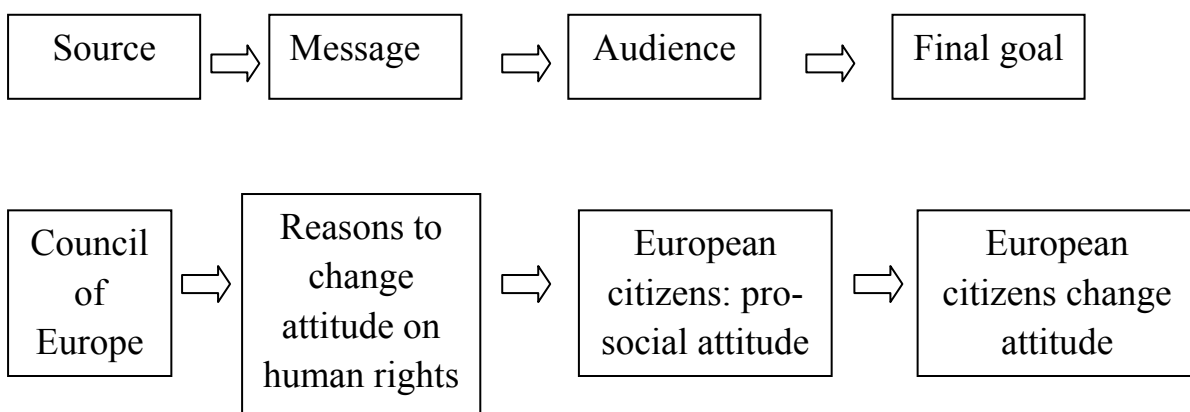 Source
Message
Audience
Final goal
Council
of
Europe
Reasons to
change
attitude on
human rights
European
citizens: pro-
social attitude
European
citizens change
attitude